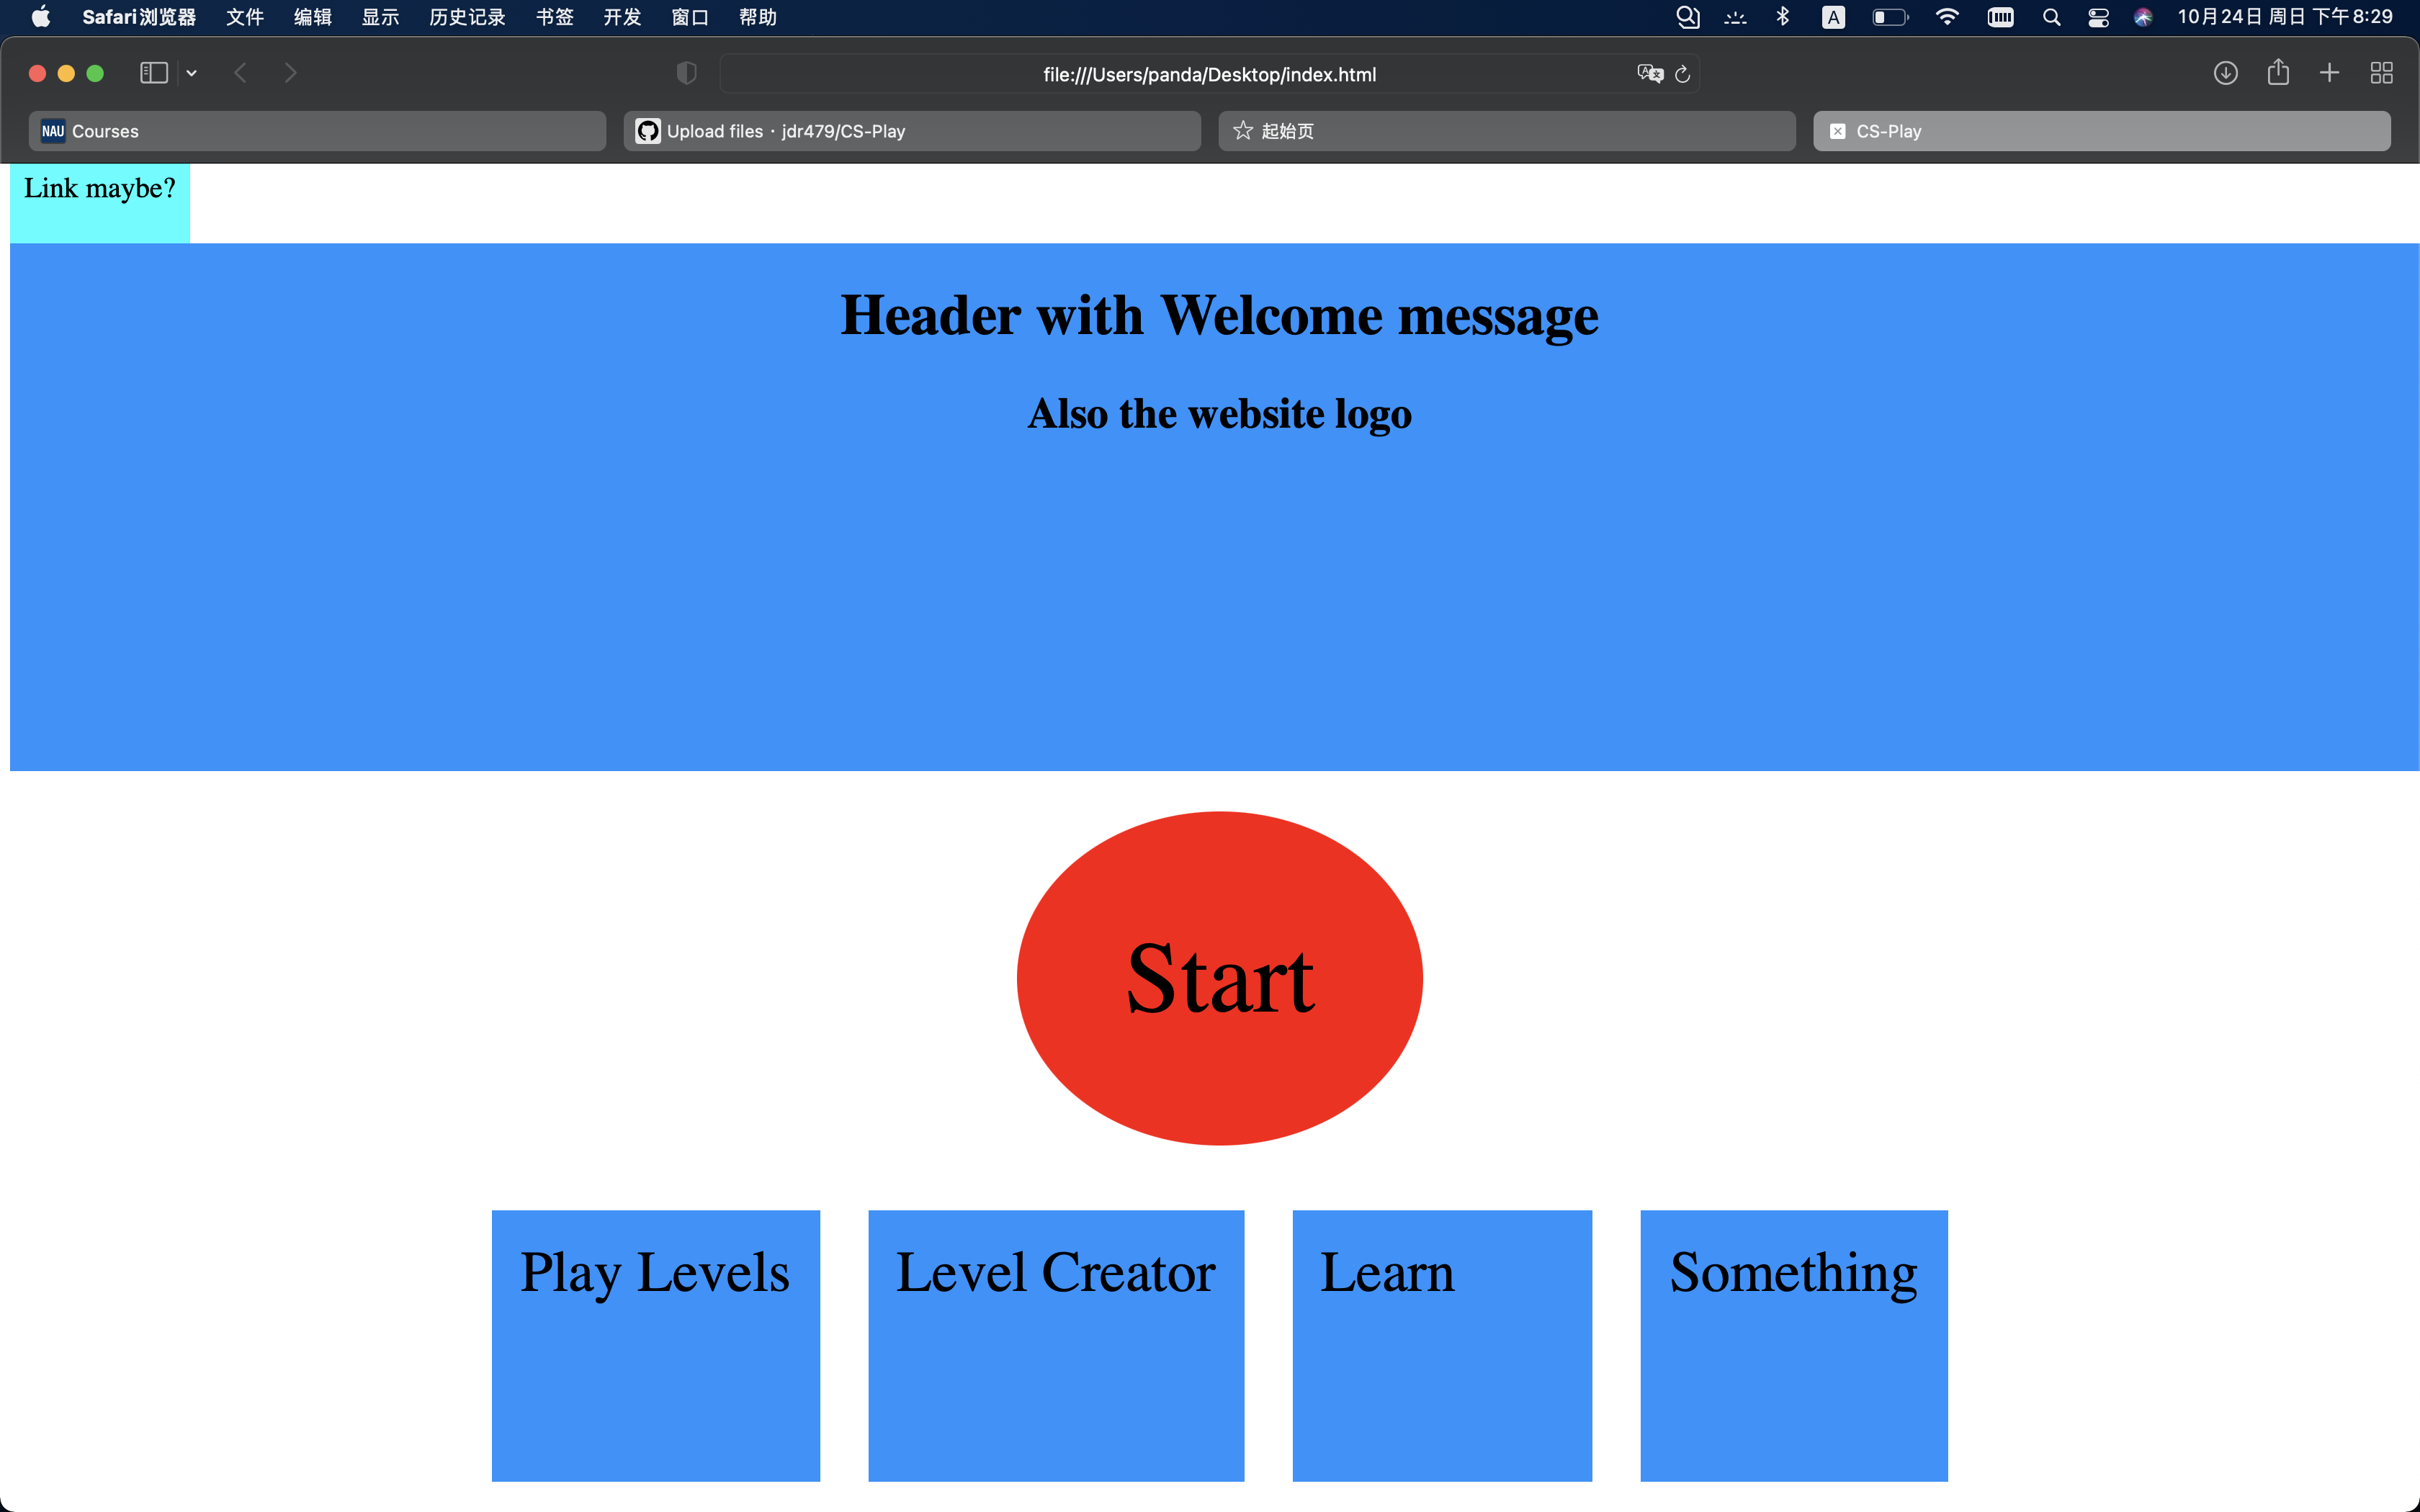 Safari浏览器 文件 编辑 显示 历史记录 书签 开发 窗口 帮助 A 10月24日 周日 下午8:29
file:///Users/panda/Desktop/index.html
NAU Courses Upload files · jdr479/CS-Play 起始页 CS-Play
Link maybe?
Header with Welcome message
Also the website logo
Start
Play Levels Level Creator Learn Something